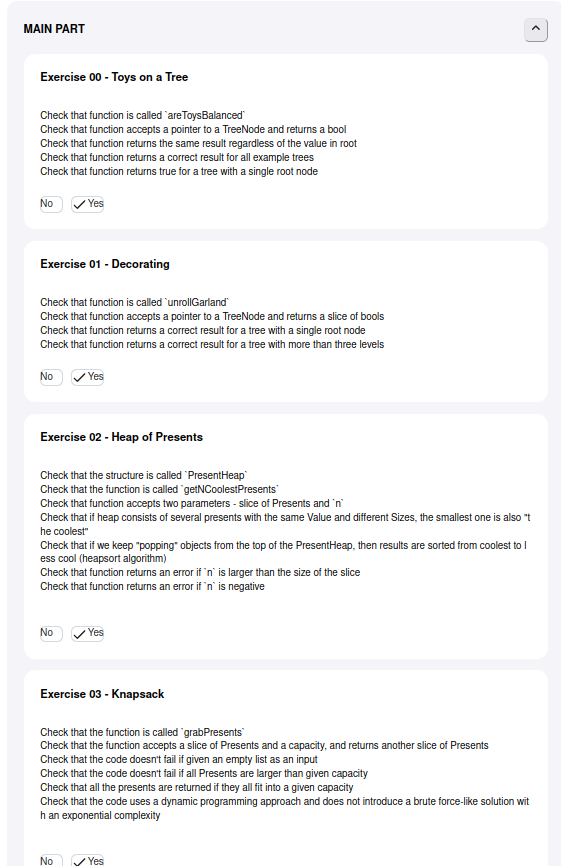 MAIN PART
Exercise 00 - Toys on a Tree
Check that function is called `areToysBalanced`
Check that function accepts a pointer to a TreeNode and returns a bool
Check that function returns the same result regardless of the value in root
Check that function returns a correct result for all example trees
Check that function returns true for a tree with a single root node
No Yes
Exercise 01 - Decorating
Check that function is called `unrollGarland`
Check that function accepts a pointer to a TreeNode and returns a slice of bools
Check that function returns a correct result for a tree with a single root node
Check that function returns a correct result for a tree with more than three levels
No Yes
Exercise 02 - Heap of Presents
Check that the structure is called `PresentHeap`
Check that the function is called `getNCoolestPresents`
Check that function accepts two parameters - slice of Presents and `n`
Check that if heap consists of several presents with the same Value and different Sizes, the smallest one is also "t
he coolest"
Check that if we keep "popping" objects from the top of the PresentHeap, then results are sorted from coolest to l
ess cool (heapsort algorithm)
Check that function returns an error if `n` is larger than the size of the slice
Check that function returns an error if `n` is negative
No Yes
Exercise 03 - Knapsack
Check that the function is called `grabPresents`
Check that the function accepts a slice of Presents and a capacity, and returns another slice of Presents
Check that the code doesn't fail if given an empty list as an input
Check that the code doesn't fail if all Presents are larger than given capacity
Check that all the presents are returned if they all fit into a given capacity
Check that the code uses a dynamic programming approach and does not introduce a brute force-like solution wit
h an exponential complexity
No Yes